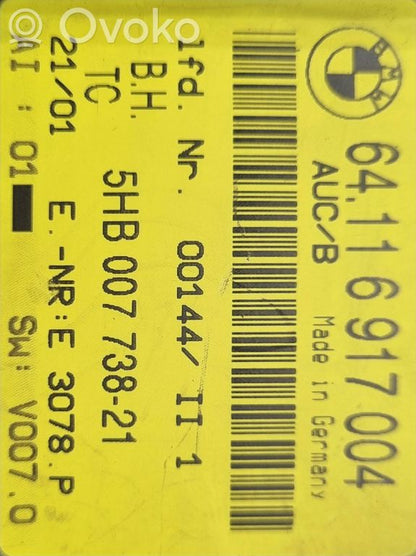 © Ovoko
BMW
64.11 6 917 004
AUC/B Made in Germany
lfd. Nr. 00144/ II 1
B.H.
TC 5HB 007 738-21
21/01 E.-NR:E 3078.P
AI: 01 Sw: V007.0